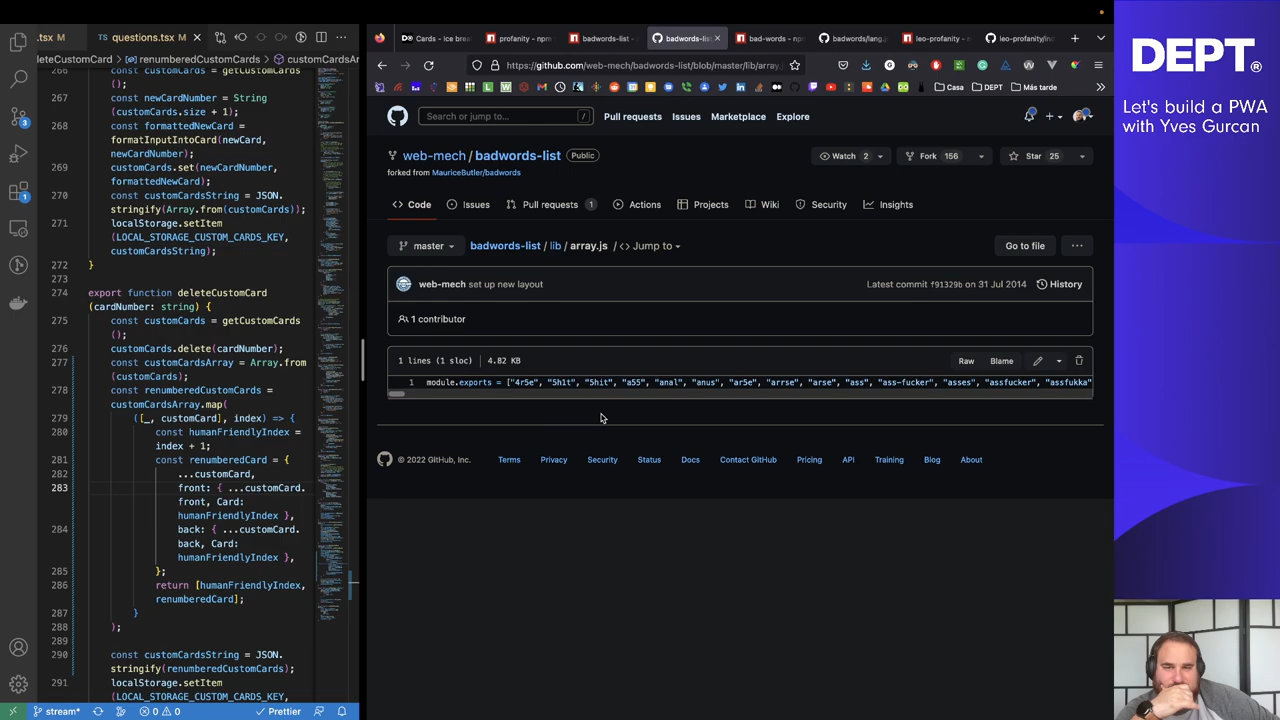 .tsx M
questions.tsx M
leteCustomCard
renumberedCustomCards
customCardsAr
const customCards = getCustomCards
();
267
const newCardNumber = String
(customCards.size + 1);
268
const formattedNewCard =
formatInputIntoCard(newCard,
newCardNumber);
customCards.set(newCardNumber,
formattedNewCard);
const customCardsString = JSON.
stringify(Array.from(customCards));
localStorage.setItem
(LOCAL_STORAGE_CUSTOM_CARDS_KEY,
customCardsString);
272
273
}
274
export function deleteCustomCard
(cardNumber: string) {
275
const customCards = getCustomCards
();
276
customCards.delete(cardNumber);
277
const customCardsArray = Array.from
(customCards);
278
const renumberedCustomCards =
customCardsArray.map(
279
([_, customCard], index) => {
280
const humanFriendlyIndex =
index + 1;
281
const renumberedCard = {
282
...customCard,
283
front: { ...customCard.
front, Card:
humanFriendlyIndex },
284
back: { ...customCard.
back, Card:
humanFriendlyIndex },
285
};
286
return [humanFriendlyIndex,
renumberedCard];
287
}
288
);
289
290
const customCardsString = JSON.
stringify(renumberedCustomCards);
291
localStorage.setItem
(LOCAL_STORAGE_CUSTOM_CARDS_KEY,
stream*
0 0
Prettier
Cards - Ice brea
profanity - npm
badwords-list -
badwords-list
bad-words - npm
badwords/lang.
leo-profanity - n
leo-profanity/inc
https://github.com/web-mech/badwords-list/blob/master/lib/array.js
Casa
DEPT
Más tarde
Search or jump to...
/
Pull requests
Issues
Marketplace
Explore
web-mech / badwords-list
Public
forked from MauriceButler/badwords
Watch 2
Fork 156
Star 25
Code
Issues
Pull requests 1
Actions
Projects
Wiki
Security
Insights
master
badwords-list / lib / array.js / <> Jump to
Go to file
...
web-mech set up new layout
Latest commit f91329b on 31 Jul 2014
History
1 contributor
1 lines (1 sloc) 4.82 KB
Raw
Blame
1 module.exports = ["4r5e", "5h1t", "5hit", "a55", "anal", "anus", "ar5e", "arrse", "arse", "ass", "ass-fucker", "asses", "assfucker", "assfukka"
© 2022 GitHub, Inc.
Terms
Privacy
Security
Status
Docs
Contact GitHub
Pricing
API
Training
Blog
About
DEPT®
Let's build a PWA
with Yves Gurcan